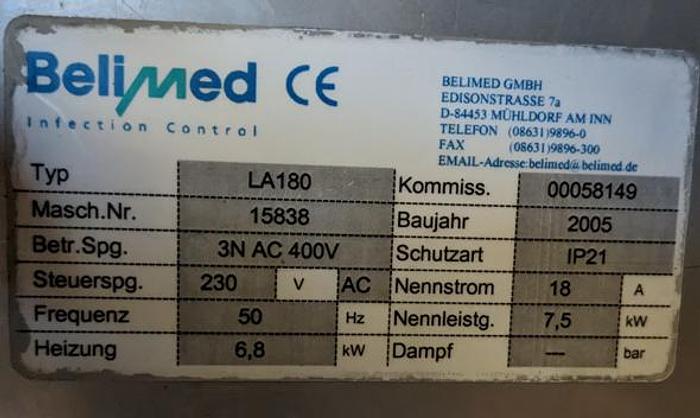 Belimed CE
Infection Control
BELIMED GMBH
EDISONSTRASSE 7a
D-84453 MÜHLDORF AM INN
TELEFON (08631)9896-0
FAX (08631)9896-300
EMAIL-Adresse:belimed@belimed.de
Typ LA180 Kommiss. 00058149
Masch.Nr. 15838 Baujahr 2005
Betr.Spg. 3N AC 400V Schutzart IP21
Steuerspg. 230 V AC Nennstrom 18 A
Frequenz 50 Hz Nennleistg. 7,5 kW
Heizung 6,8 kW Dampf — bar